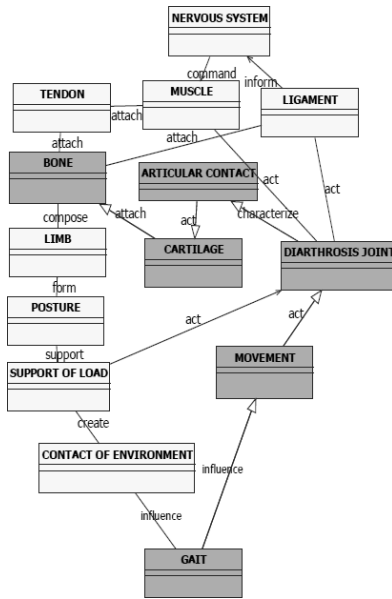 NERVOUS SYSTEM
command
inform
TENDON
MUSCLE
LIGAMENT
attach
attach
attach
BONE
ARTICULAR CONTACT
act
act
compose
attach
act
characterize
LIMB
CARTILAGE
DIARTHROSIS JOINT
form
POSTURE
act
act
support
MOVEMENT
SUPPORT OF LOAD
create
CONTACT OF ENVIRONMENT
influence
influence
GAIT